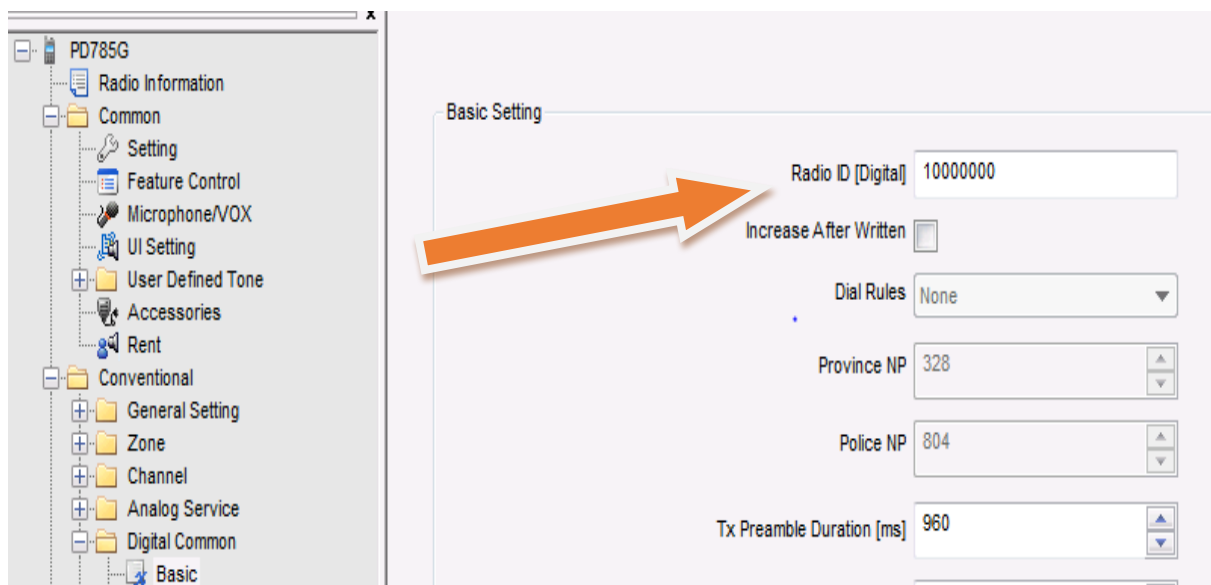 x
PD785G
Radio Information
Common
Setting
Feature Control
Microphone/VOX
UI Setting
User Defined Tone
Accessories
Rent
Conventional
General Setting
Zone
Channel
Analog Service
Digital Common
Basic
Basic Setting
Radio ID [Digital] 10000000
Increase After Written
Dial Rules None
Province NP 328
Police NP 804
Tx Preamble Duration [ms] 960